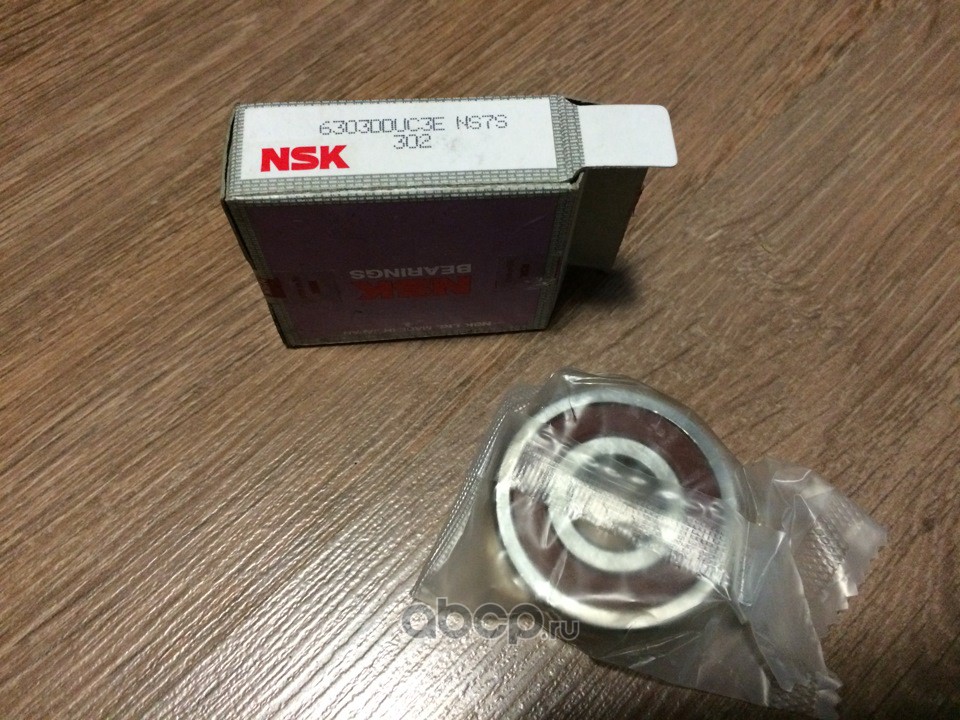 6303DDUC3E NS7S
302
NSK
NSK
BEARINGS
abcp.ru